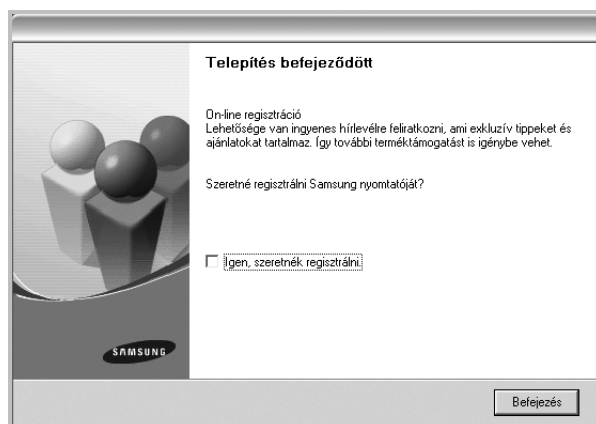 Telepítés befejeződött
On-line regisztráció
Lehetősége van ingyenes hírlevélre feliratkozni, ami exkluzív tippeket és
ajánlatokat tartalmaz. Így további terméktámogatást is igénybe vehet.
Szeretné regisztrálni Samsung nyomtatóját?
Igen, szeretnék regisztrálni.
SAMSUNG
Befejezés